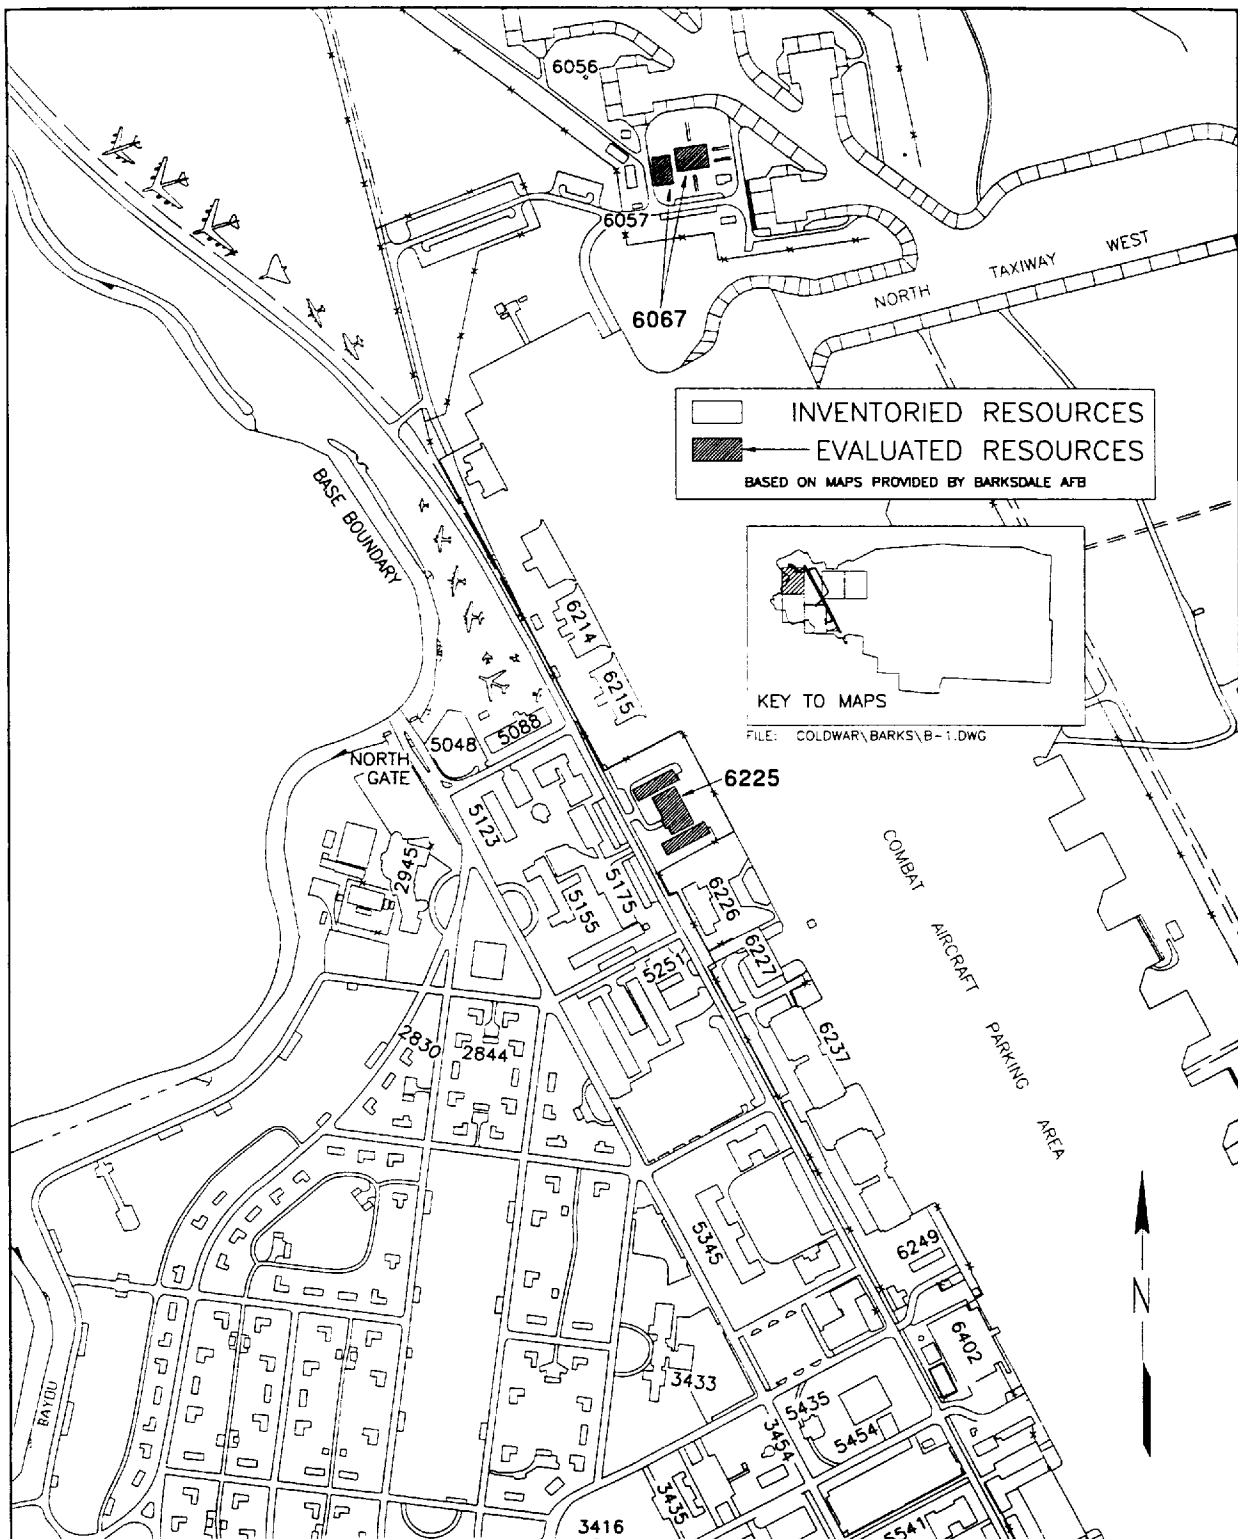 6056
6057
6067
NORTH TAXIWAY WEST
INVENTORIED RESOURCES
EVALUATED RESOURCES
BASED ON MAPS PROVIDED BY BARKSDALE AFB
BASE BOUNDARY
6214
6215
KEY TO MAPS
FILE: COLDWAR\BARKS\B-1.DWG
5088
5048
NORTH
GATE
6225
5123
2945
5175
5155
6226
6227
5251
COMBAT AIRCRAFT PARKING AREA
6237
2830
2844
5345
6249
N
6402
3433
BAYOU
5435
3454
5454
3435
3416
5541